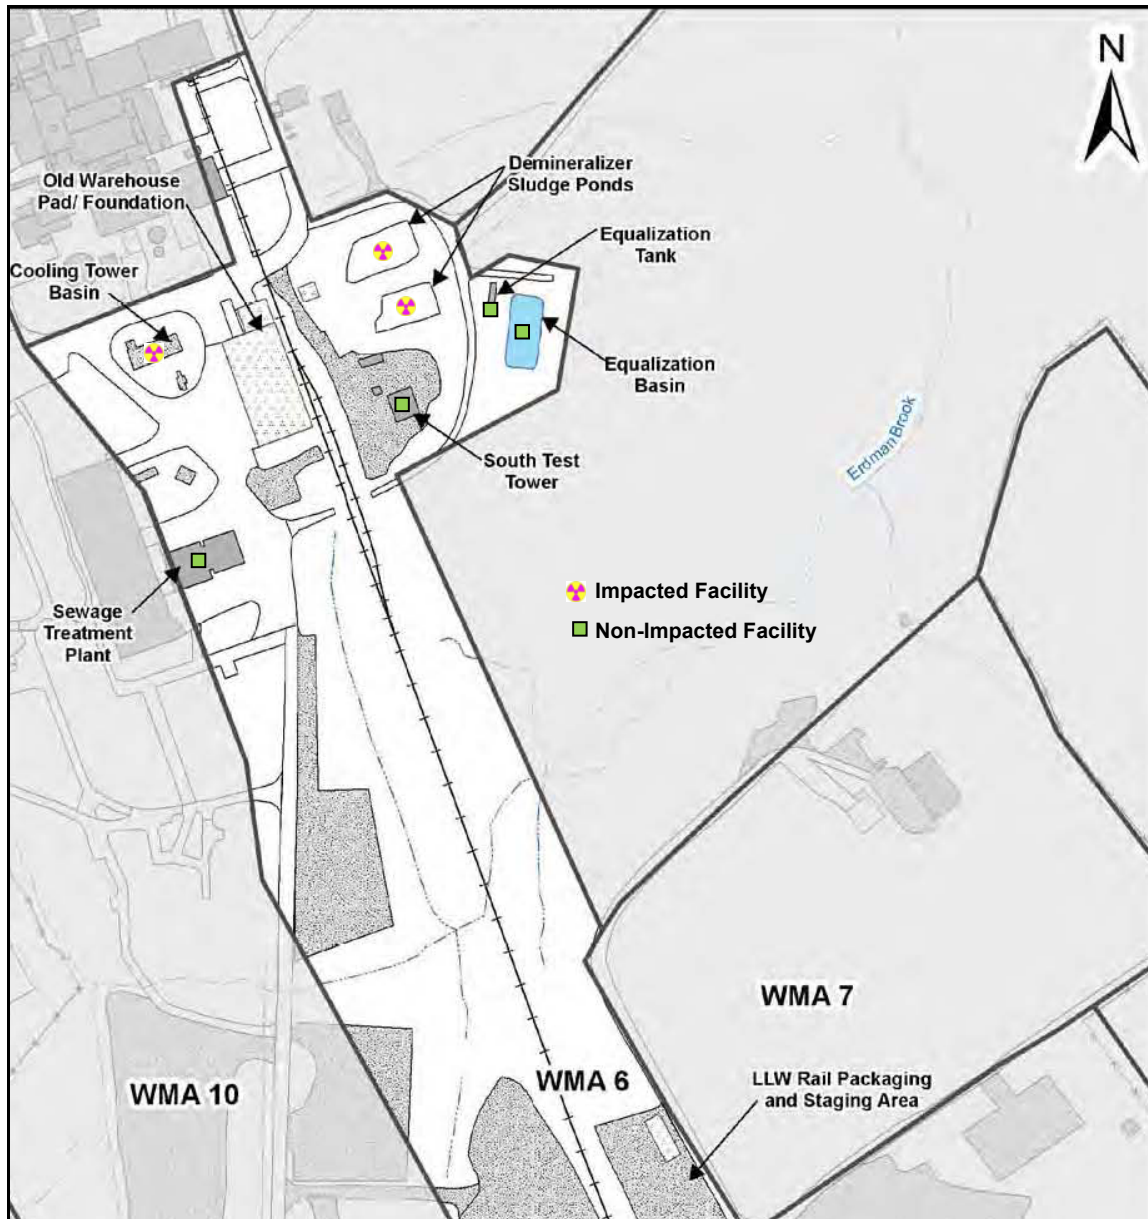 N
Demineralizer
Sludge Ponds
Old Warehouse
Pad/ Foundation
Equalization
Tank
Cooling Tower
Basin
Equalization
Basin
Erdman Brook
South Test
Tower
Impacted Facility
Non-Impacted Facility
Sewage
Treatment
Plant
WMA 7
WMA 6
LLW Rail Packaging
and Staging Area
WMA 10